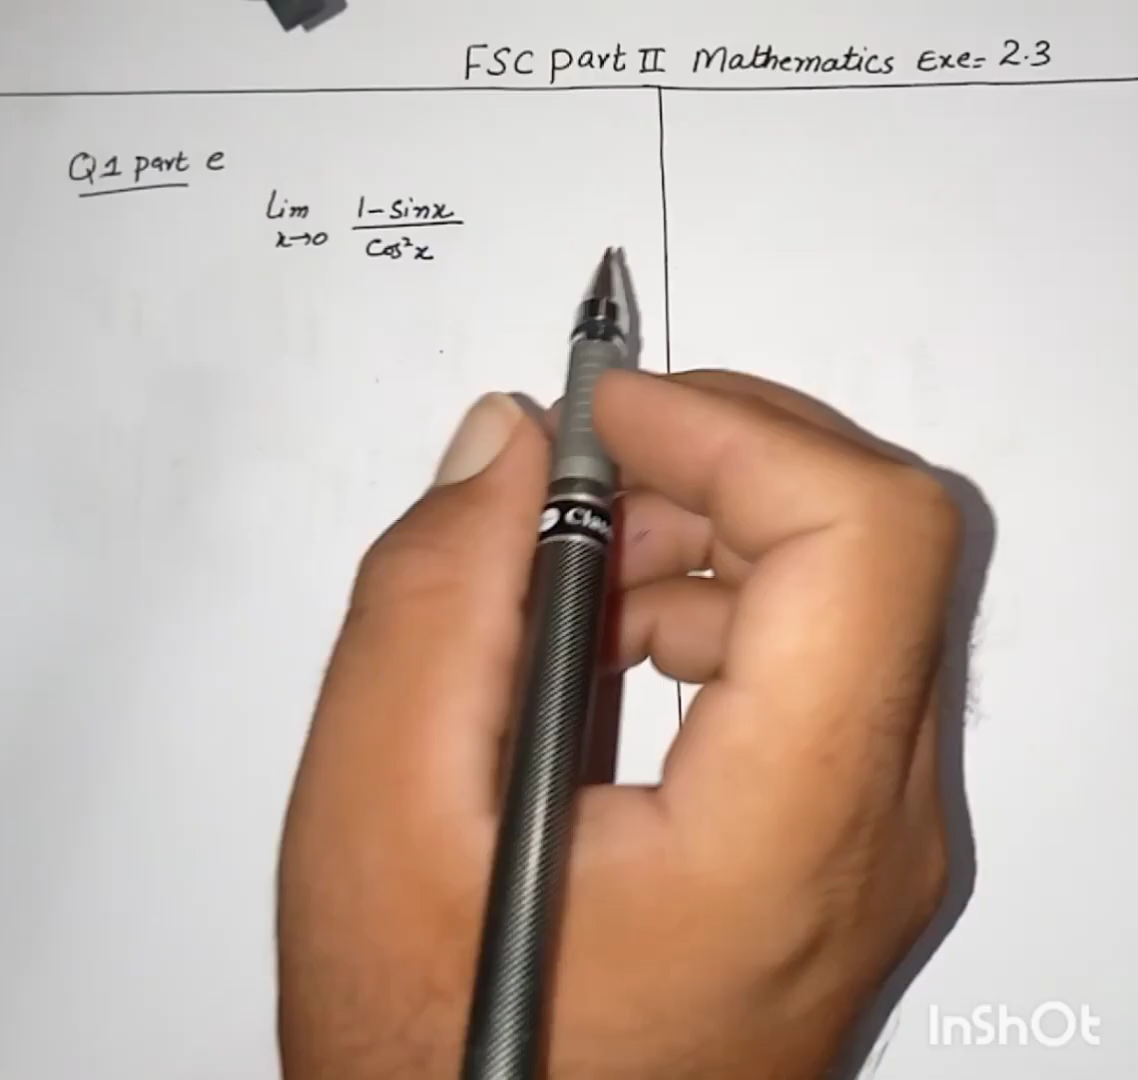 FSC Part II Mathematics Exe= 2.3
Q1 part e
Lim 1-Sinx
x→0 Cos²x
InShOt